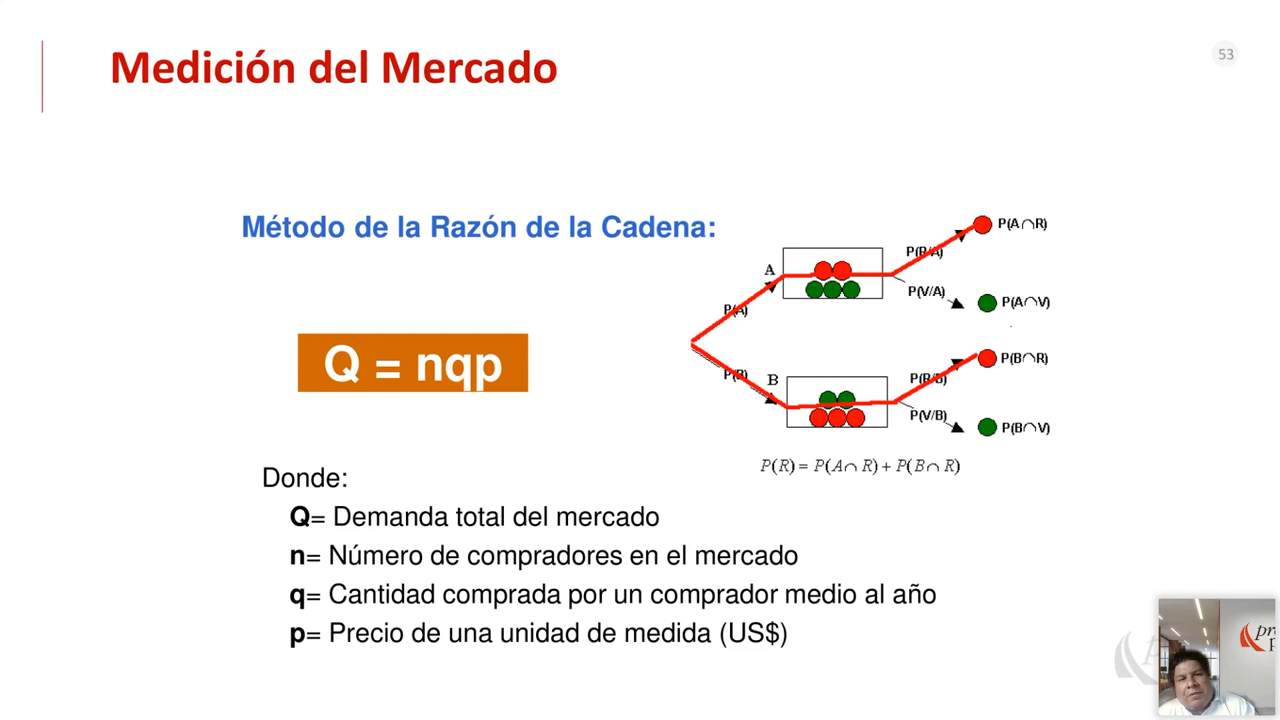 Medición del Mercado
53
Método de la Razón de la Cadena:
Q = nqp
P(A)
A
P(R/A)
P(V/A)
P(A∩R)
P(A∩V)
P(B)
B
P(R/B)
P(V/B)
P(B∩R)
P(B∩V)
P(R) = P(A∩ R) + P(B∩ R)
Donde:
Q= Demanda total del mercado
n= Número de compradores en el mercado
q= Cantidad comprada por un comprador medio al año
p= Precio de una unidad de medida (US$)